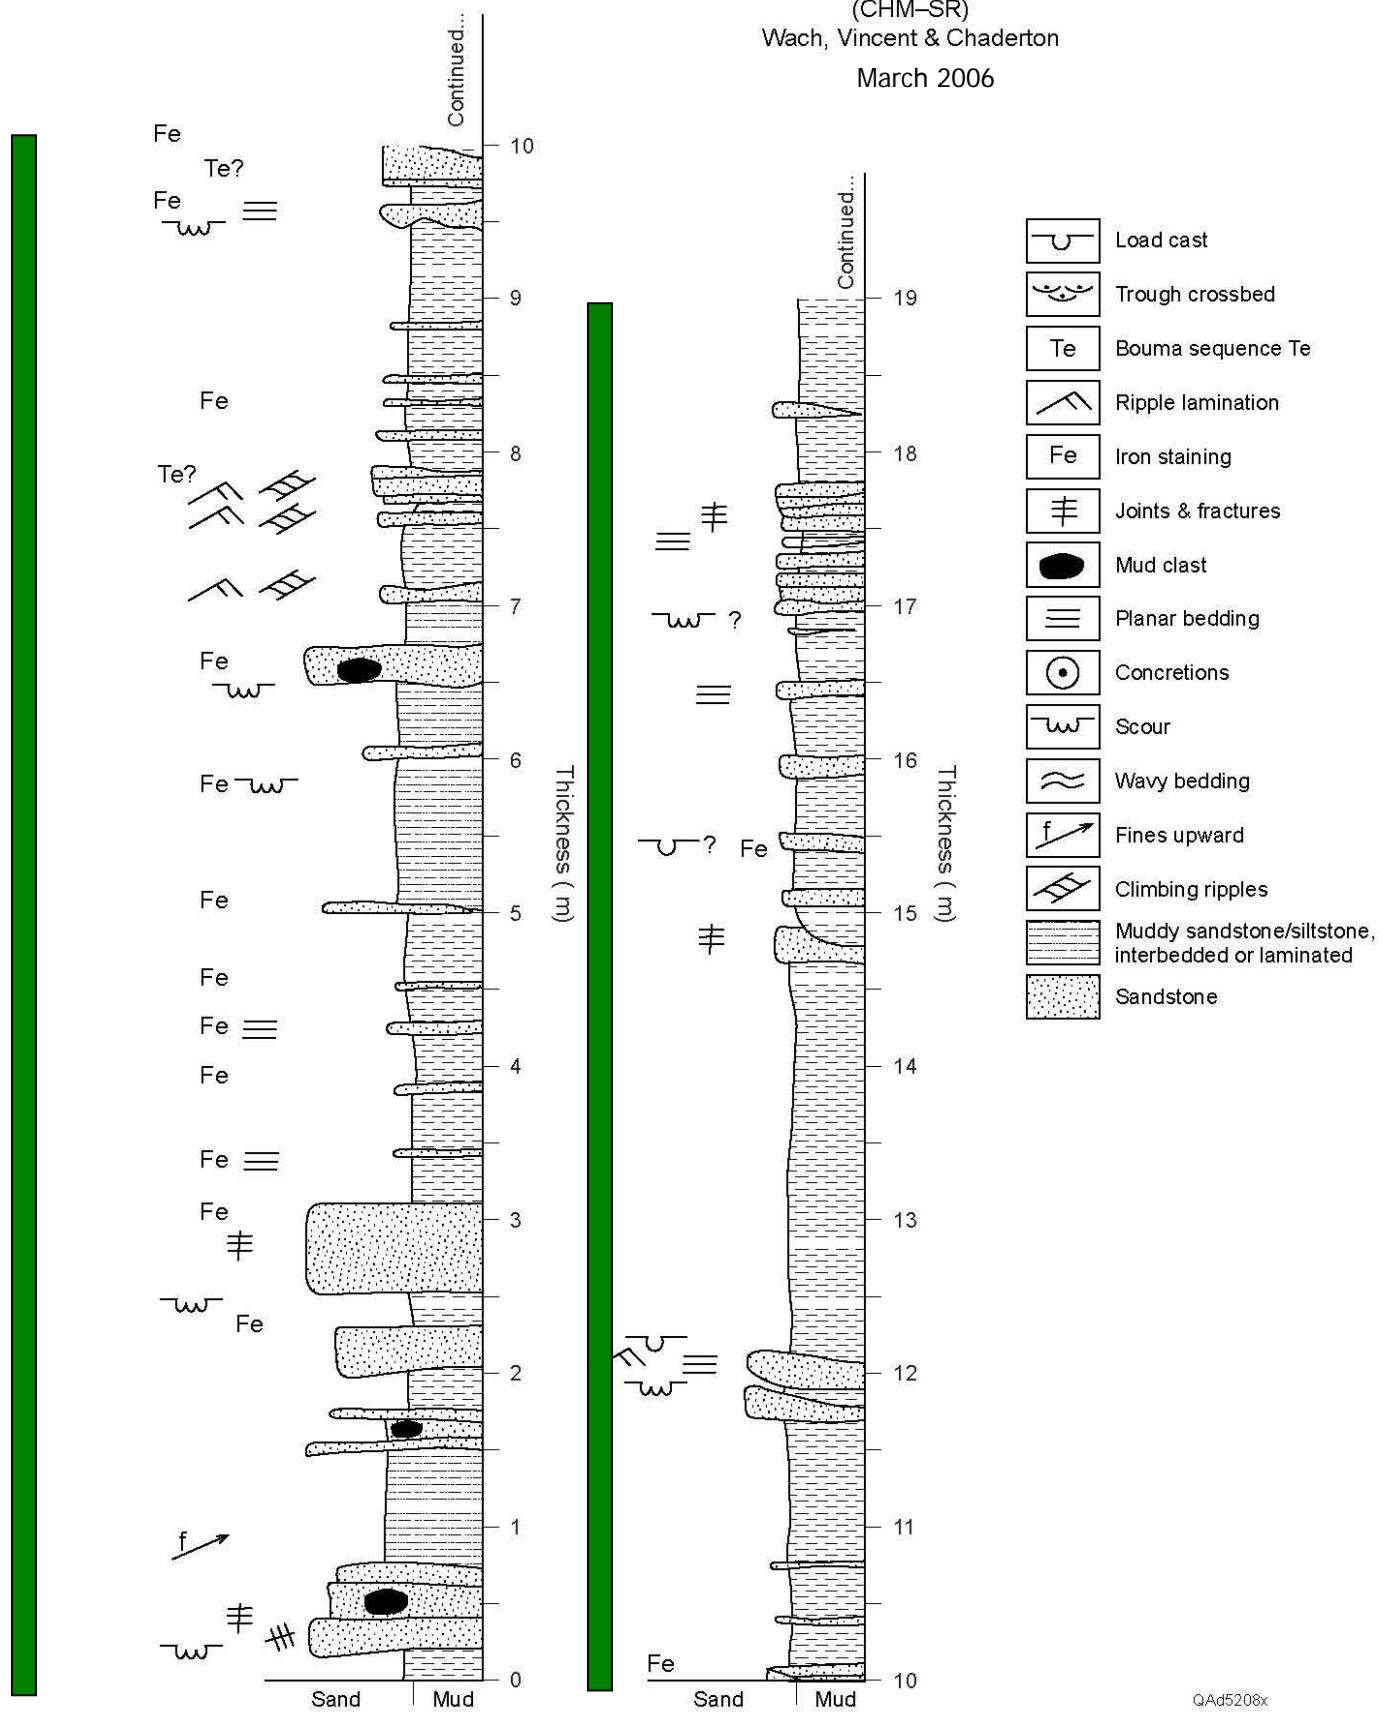 (CHM–SR)
Wach, Vincent & Chaderton
March 2006
Continued...
Fe
10
Te?
Fe
9
Fe
8
Te?
7
Fe
6
Fe
Fe
5
Fe
Fe
4
Fe
Fe
Fe
3
Fe
2
1
f
0
Sand
Mud
Thickness ( m)
Continued...
19
18
17
?
16
?
Fe
15
14
13
12
11
Fe
10
Sand
Mud
Thickness ( m)
Load cast
Trough crossbed
Te Bouma sequence Te
Ripple lamination
Fe Iron staining
Joints & fractures
Mud clast
Planar bedding
Concretions
Scour
Wavy bedding
f Fines upward
Climbing ripples
Muddy sandstone/siltstone,
interbedded or laminated
Sandstone
QAd5208x